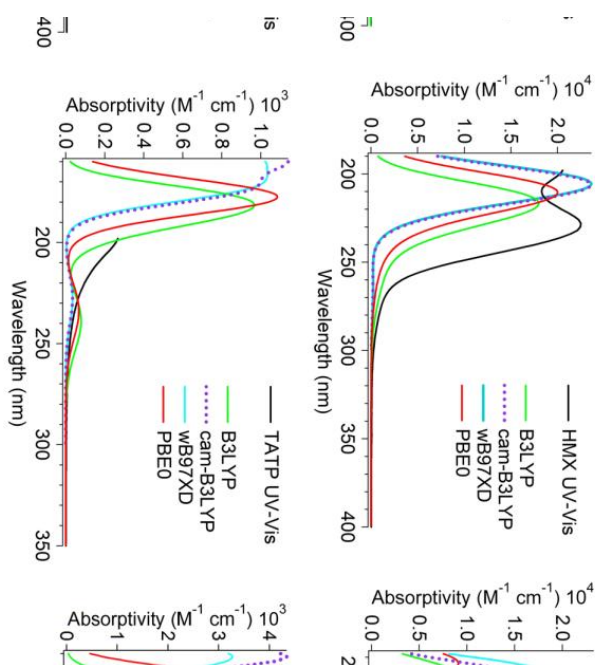 400
is
100
Absorptivity (M⁻¹ cm⁻¹) 10³
0.0 0.2 0.4 0.6 0.8 1.0
200
250
300
350
Wavelength (nm)
TATP UV-Vis
B3LYP
cam-B3LYP
wB97XD
PBE0
Absorptivity (M⁻¹ cm⁻¹) 10⁴
0.0 0.5 1.0 1.5 2.0
200
250
300
350
400
Wavelength (nm)
HMX UV-Vis
B3LYP
cam-B3LYP
wB97XD
PBE0
Absorptivity (M⁻¹ cm⁻¹) 10³
0 1 2 3 4
Absorptivity (M⁻¹ cm⁻¹) 10⁴
0.0 0.5 1.0 1.5 2.0
2